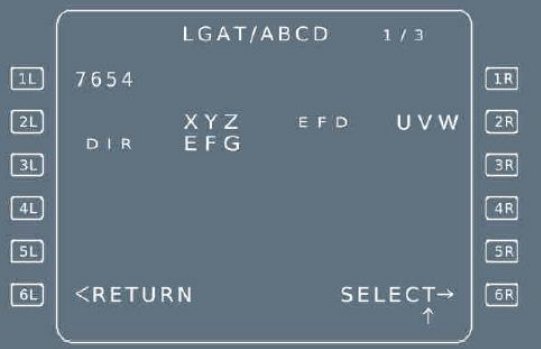 LGAT/ABCD 1/3
1L 7654 1R
2L XYZ EFD UVW 2R
DIR EFG
3L 3R
4L 4R
5L 5R
6L <RETURN SELECT→ 6R
↑